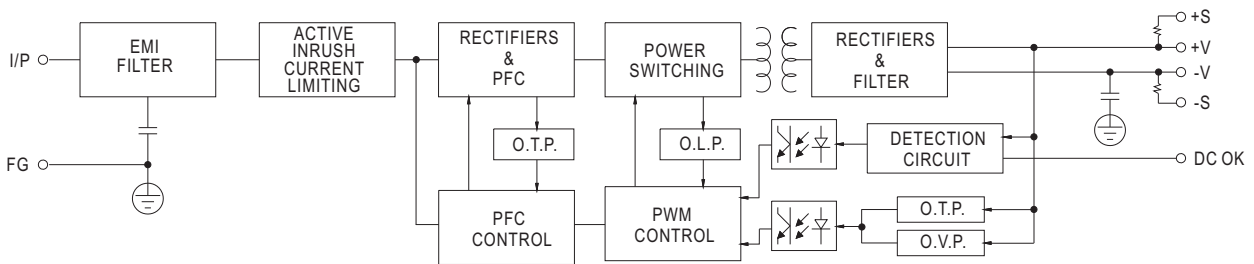 I/P
EMI
FILTER
ACTIVE
INRUSH
CURRENT
LIMITING
RECTIFIERS
&
PFC
POWER
SWITCHING
RECTIFIERS
&
FILTER
+S
+V
-V
-S
O.T.P.
O.L.P.
DETECTION
CIRCUIT
DC OK
FG
PFC
CONTROL
PWM
CONTROL
O.T.P.
O.V.P.